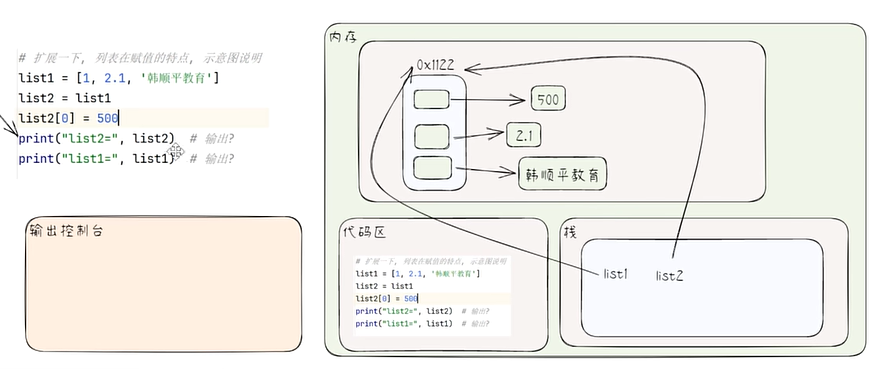 # 扩展一下, 列表在赋值的特点, 示意图说明
list1 = [1, 2.1, '韩顺平教育']
list2 = list1
list2[0] = 500
print("list2=", list2) # 输出?
print("list1=", list1) # 输出?
输出控制台
内存
0x1122
500
2.1
韩顺平教育
代码区
# 扩展一下, 列表在赋值的特点, 示意图说明
list1 = [1, 2.1, '韩顺平教育']
list2 = list1
list2[0] = 500
print("list2=", list2) # 输出?
print("list1=", list1) # 输出?
栈
list1 list2